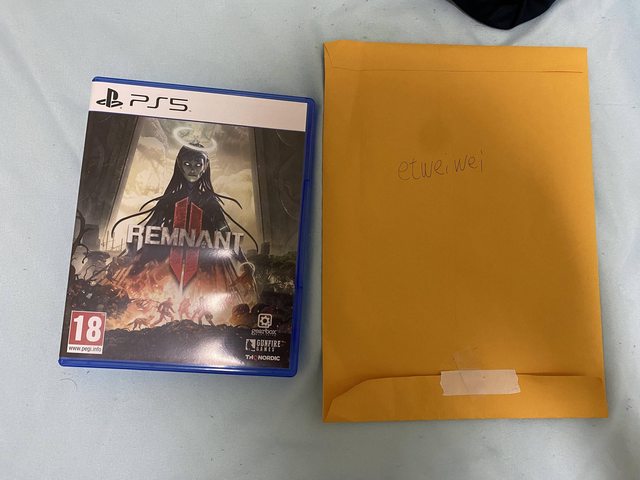 PS5
REMNANT II
18
www.pegi.info
gearbox
GUNFIRE
GAMES
THQ NORDIC
etweiwei